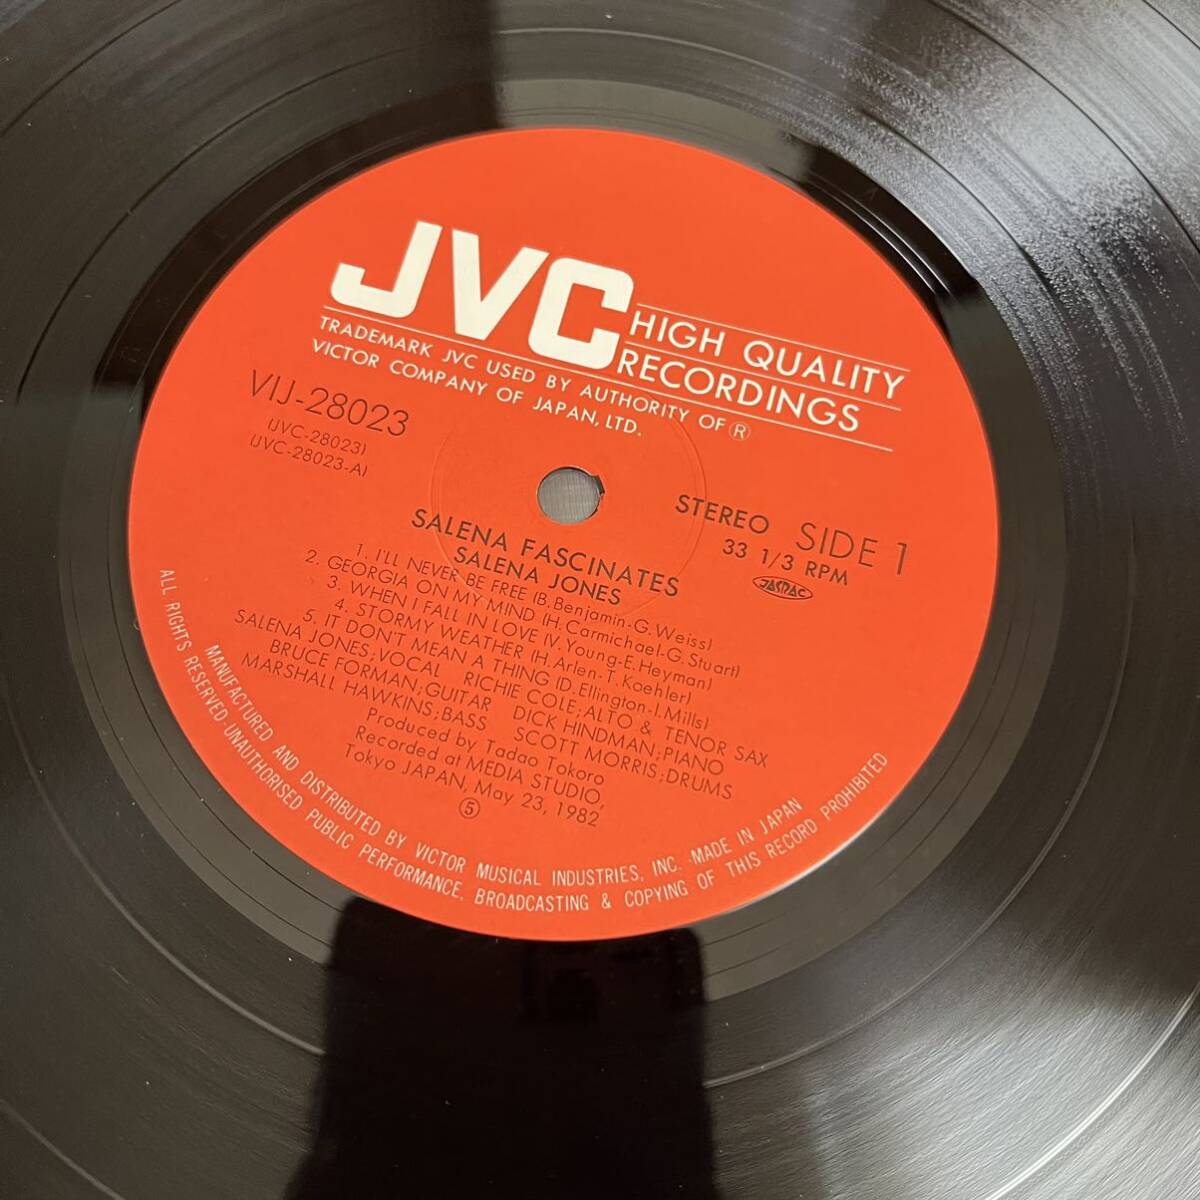 JVC
HIGH QUALITY
RECORDINGS
TRADEMARK JVC USED BY AUTHORITY OF Ⓡ
VICTOR COMPANY OF JAPAN, LTD.
VIJ-28023
(JVC-28023)
(JVC-28023-A)
STEREO SIDE 1
33 1/3 RPM
JASRAC
SALENA FASCINATES
SALENA JONES
1. I'LL NEVER BE FREE (B. Benjamin-G. Weiss)
2. GEORGIA ON MY MIND (H. Carmichael-G. Stuart)
3. WHEN I FALL IN LOVE (V. Young-E. Heyman)
4. STORMY WEATHER (H. Arlen-T. Koehler)
5. IT DON'T MEAN A THING (D. Ellington-I. Mills)
SALENA JONES; VOCAL RICHIE COLE; ALTO & TENOR SAX
BRUCE FORMAN; GUITAR DICK HINDMAN; PIANO
MARSHALL HAWKINS; BASS SCOTT MORRIS; DRUMS
Produced by Tadao Tokoro
Recorded at MEDIA STUDIO,
Tokyo JAPAN, May 23, 1982
⑤
MANUFACTURED AND DISTRIBUTED BY VICTOR MUSICAL INDUSTRIES, INC. ·MADE IN JAPAN
ALL RIGHTS RESERVED·UNAUTHORISED PUBLIC PERFORMANCE, BROADCASTING & COPYING OF THIS RECORD PROHIBITED